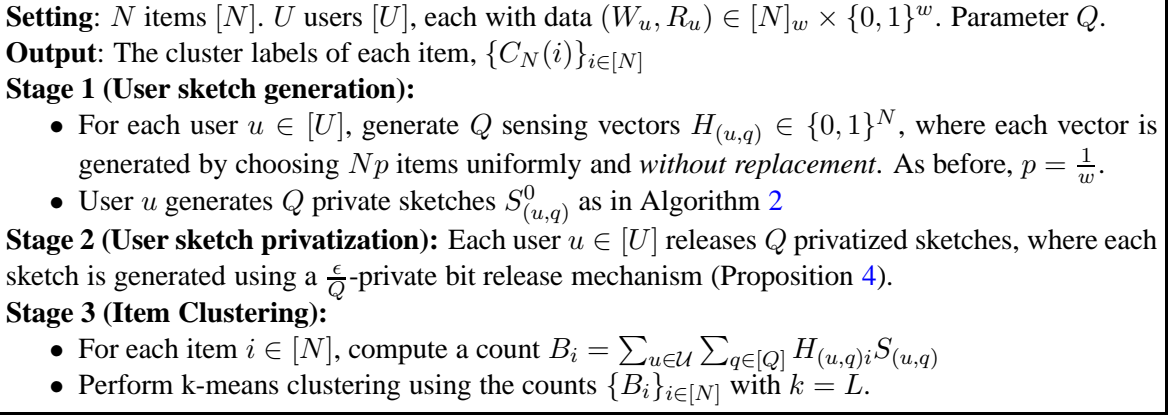 Setting: N items [N]. U users [U], each with data (W_u, R_u) ∈ [N]_w × {0, 1}^w. Parameter Q.
Output: The cluster labels of each item, {C_N(i)}_{i∈[N]}
Stage 1 (User sketch generation):
• For each user u ∈ [U], generate Q sensing vectors H_{(u,q)} ∈ {0, 1}^N, where each vector is
generated by choosing Np items uniformly and without replacement. As before, p = 1/w.
• User u generates Q private sketches S^0_{(u,q)} as in Algorithm 2
Stage 2 (User sketch privatization): Each user u ∈ [U] releases Q privatized sketches, where each
sketch is generated using a ϵ/Q-private bit release mechanism (Proposition 4).
Stage 3 (Item Clustering):
• For each item i ∈ [N], compute a count B_i = ∑_{u∈𝒰} ∑_{q∈[Q]} H_{(u,q)i} S_{(u,q)}
• Perform k-means clustering using the counts {B_i}_{i∈[N]} with k = L.